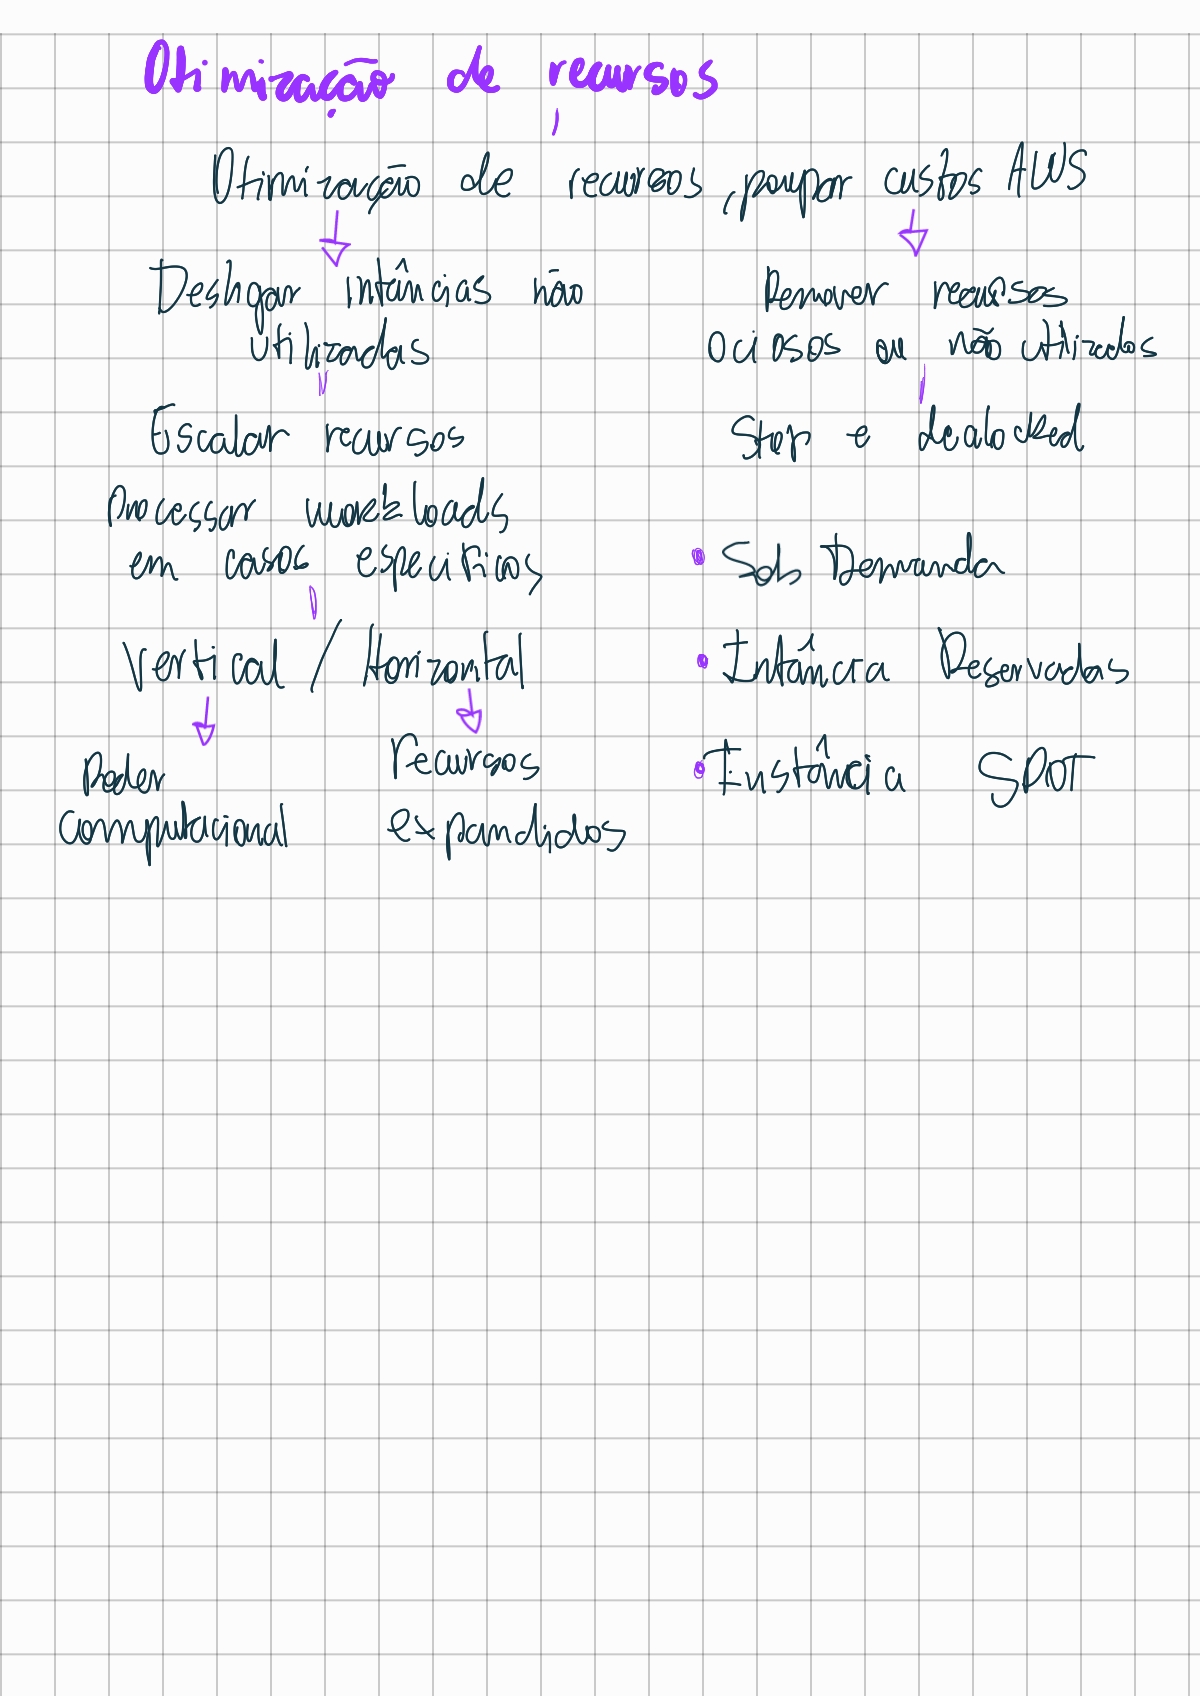 Otimização de recursos
Otimização de recursos, poupar custos AWS
Desligar intâncias não
utilizadas
Escalar recursos
Processar workloads
em casos especificos
Vertical / Horizontal
Poder
computacional
recursos
expandidos
Remover recursos
ociosos ou não utilizados
Stop e dealocked
• Sob Demanda
• Intância Reservadas
• Instância SPOT